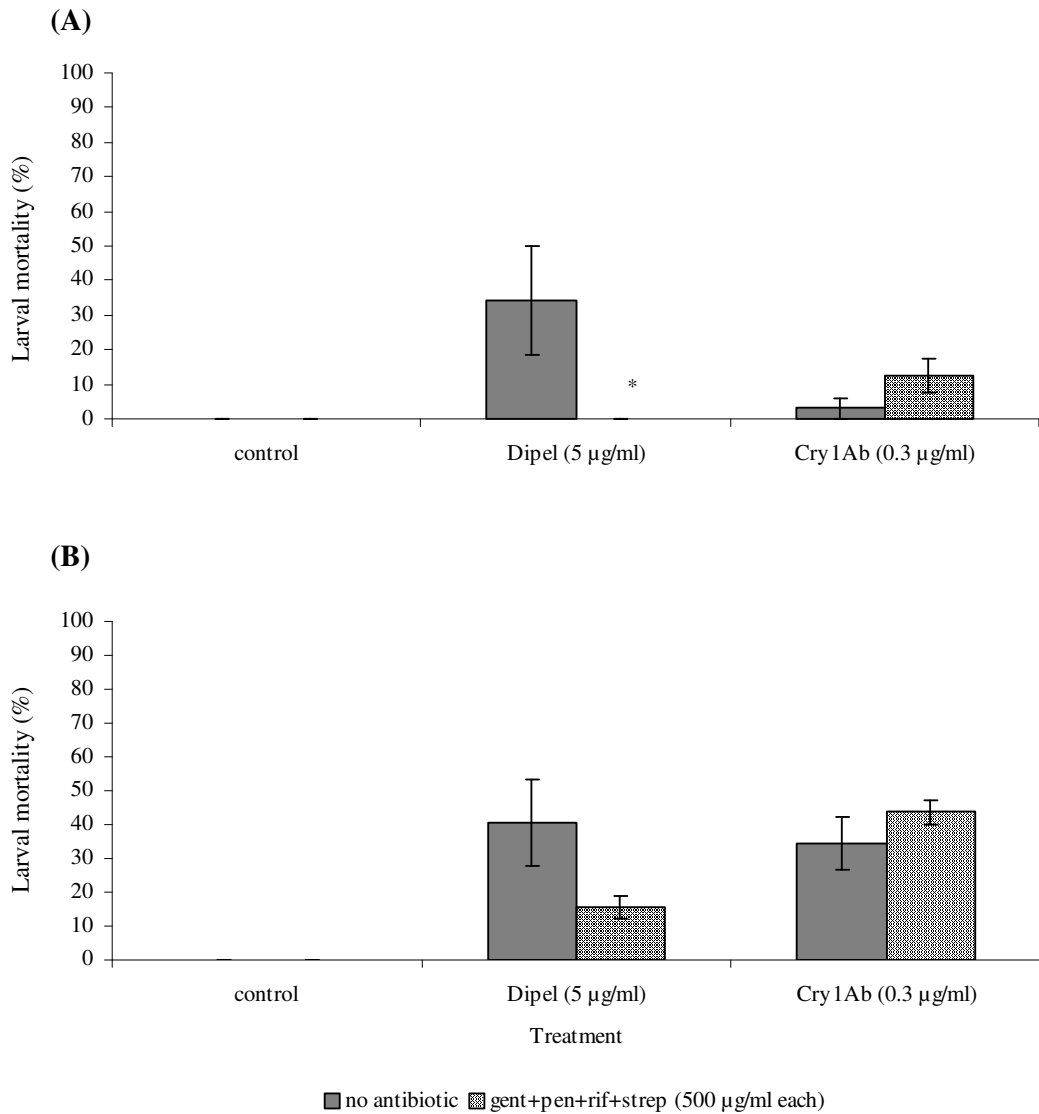 (A)
100
90
80
70
60
50
40
30
20
10
0
Larval mortality (%)
*
control Dipel (5 µg/ml) Cry1Ab (0.3 µg/ml)
(B)
100
90
80
70
60
50
40
30
20
10
0
Larval mortality (%)
control Dipel (5 µg/ml) Cry1Ab (0.3 µg/ml)
Treatment
no antibiotic gent+pen+rif+strep (500 µg/ml each)